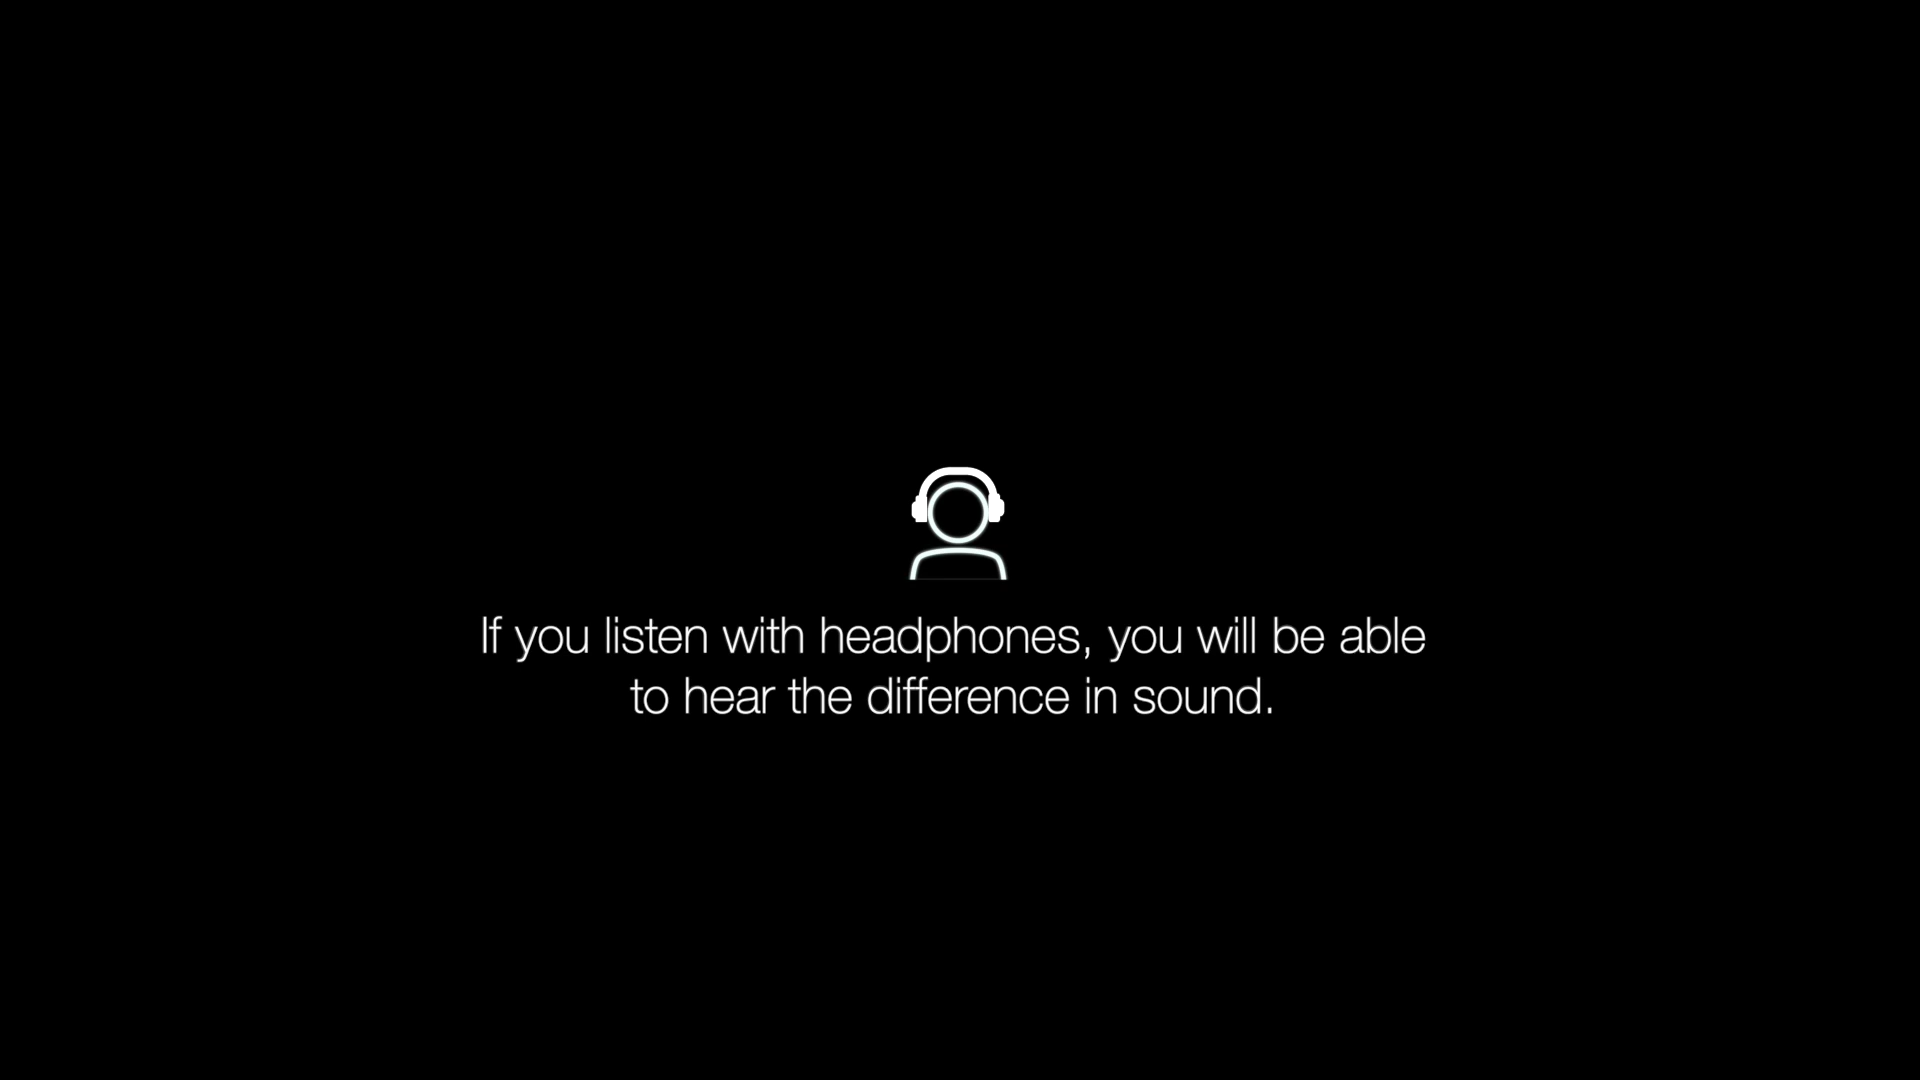 If you listen with headphones, you will be able
to hear the difference in sound.